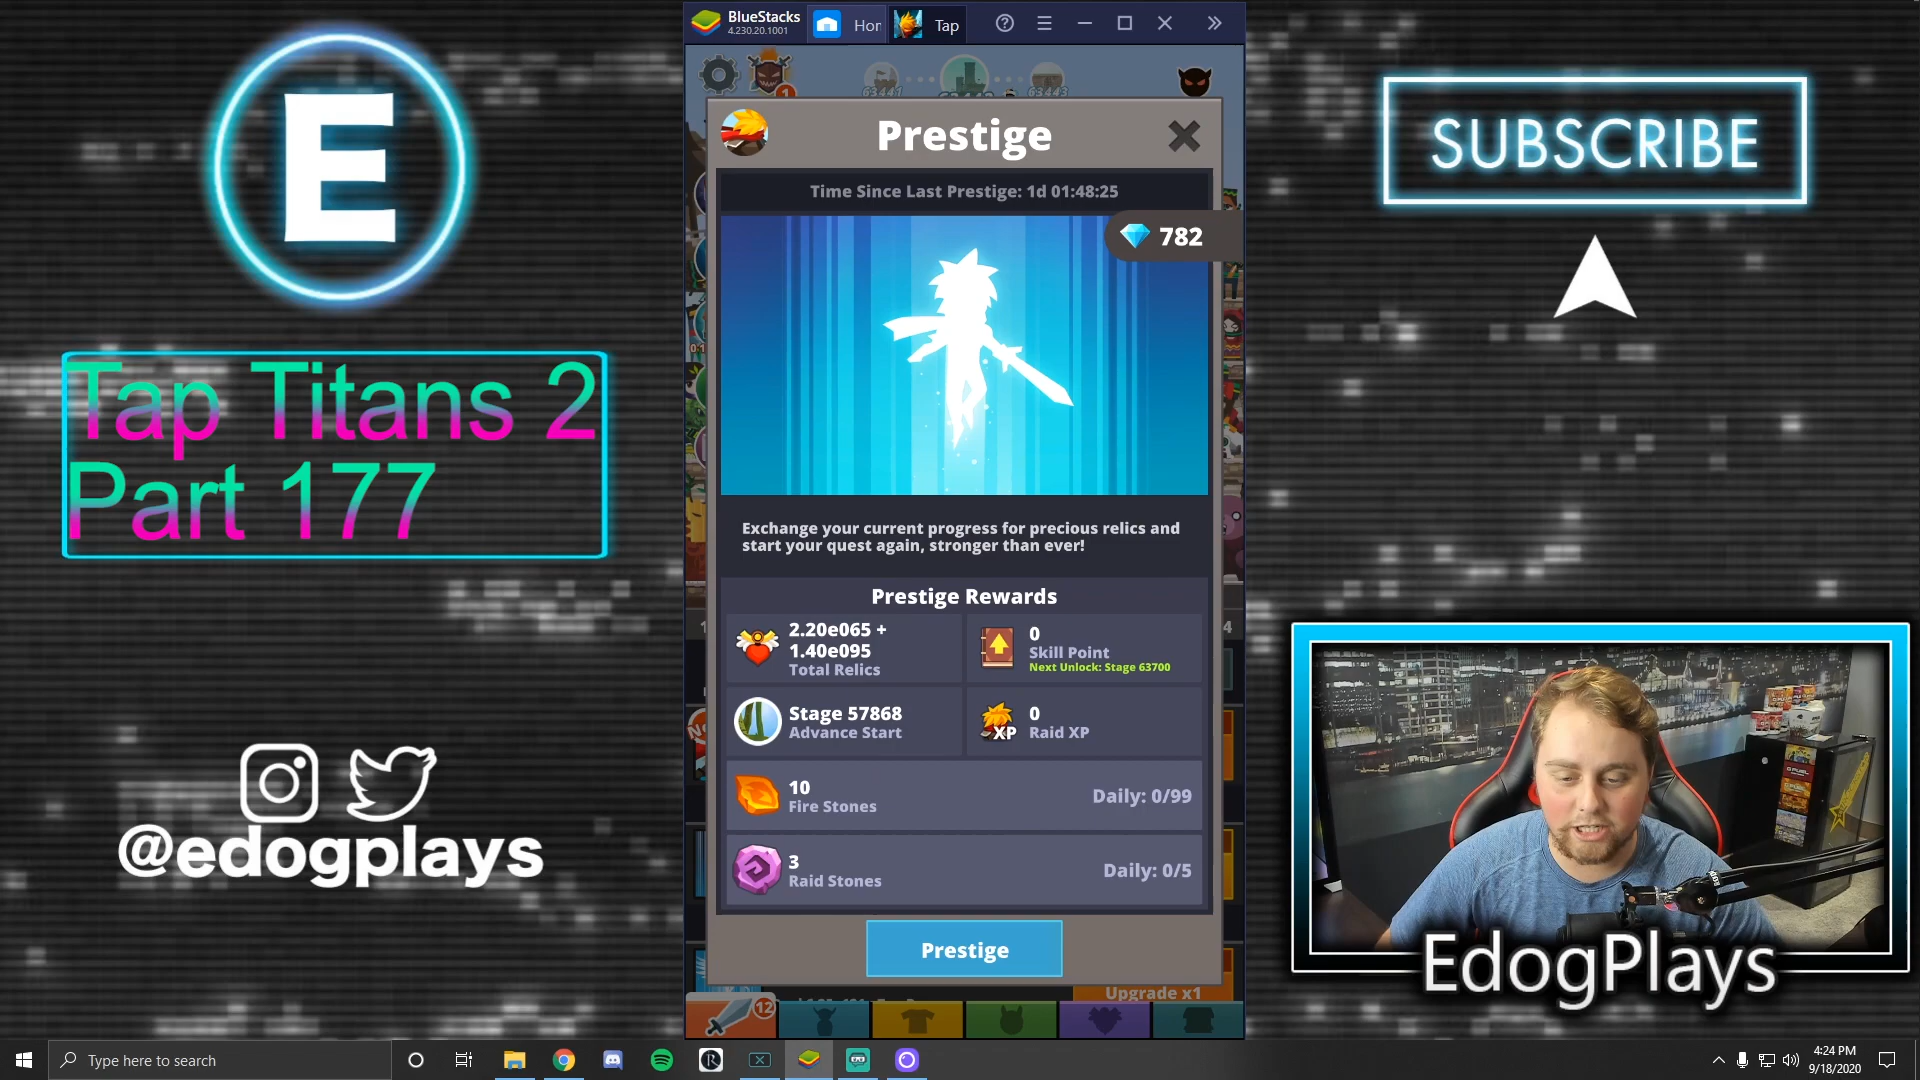 BlueStacks
4.230.20.1001
Hor
Tap
E
SUBSCRIBE
63441
63443
1
Prestige
Time Since Last Prestige: 1d 01:48:25
782
Tap Titans 2
Part 177
Exchange your current progress for precious relics and
start your quest again, stronger than ever!
Prestige Rewards
2.20e065 +
1.40e095
Total Relics
0
Skill Point
Next Unlock: Stage 63700
Stage 57868
Advance Start
XP
0
Raid XP
10
Fire Stones
Daily: 0/99
3
Raid Stones
Daily: 0/5
Prestige
Upgrade x1
12
@edogplays
EdogPlays
Type here to search
4:24 PM
9/18/2020